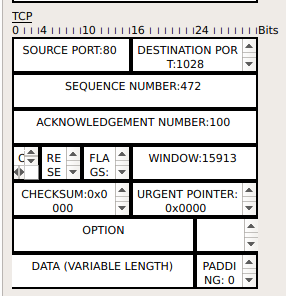 TCP
0 4 10 16 24 Bits
SOURCE PORT:80
DESTINATION POR
T:1028
SEQUENCE NUMBER:472
ACKNOWLEDGEMENT NUMBER:100
RE
SE
FLA
GS:
WINDOW:15913
CHECKSUM:0x0
000
URGENT POINTER:
0x0000
OPTION
DATA (VARIABLE LENGTH)
PADDI
NG: 0